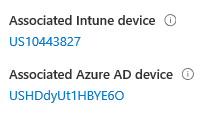 Associated Intune device
US10443827
Associated Azure AD device
USHDdyUt1HBYE6O